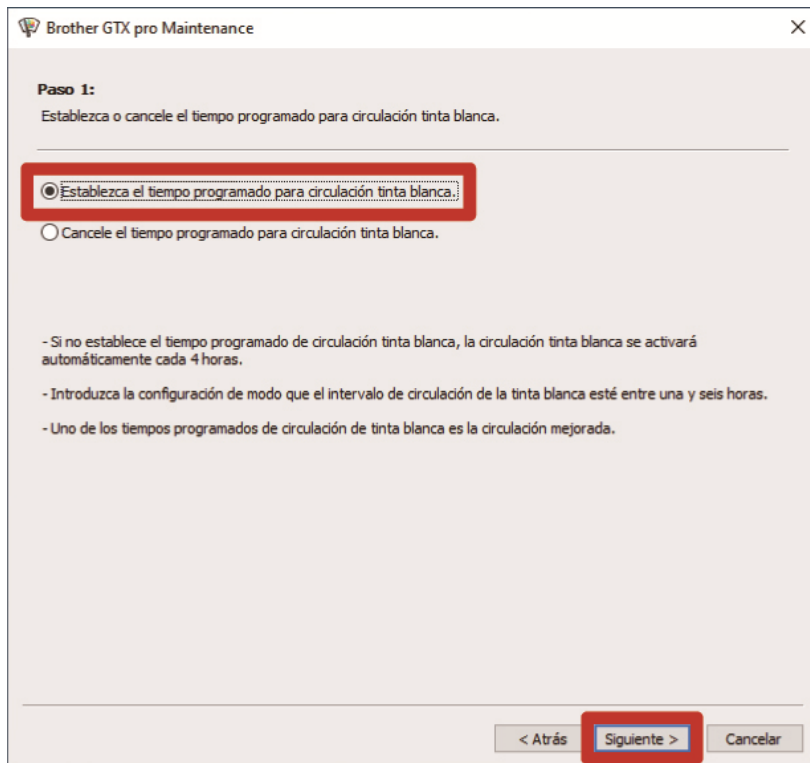 Brother GTX pro Maintenance
Paso 1:
Establezca o cancele el tiempo programado para circulación tinta blanca.
Establezca el tiempo programado para circulación tinta blanca.
Cancele el tiempo programado para circulación tinta blanca.
- Si no establece el tiempo programado de circulación tinta blanca, la circulación tinta blanca se activará
automáticamente cada 4 horas.
- Introduzca la configuración de modo que el intervalo de circulación de la tinta blanca esté entre una y seis horas.
- Uno de los tiempos programados de circulación de tinta blanca es la circulación mejorada.
< Atrás Siguiente > Cancelar